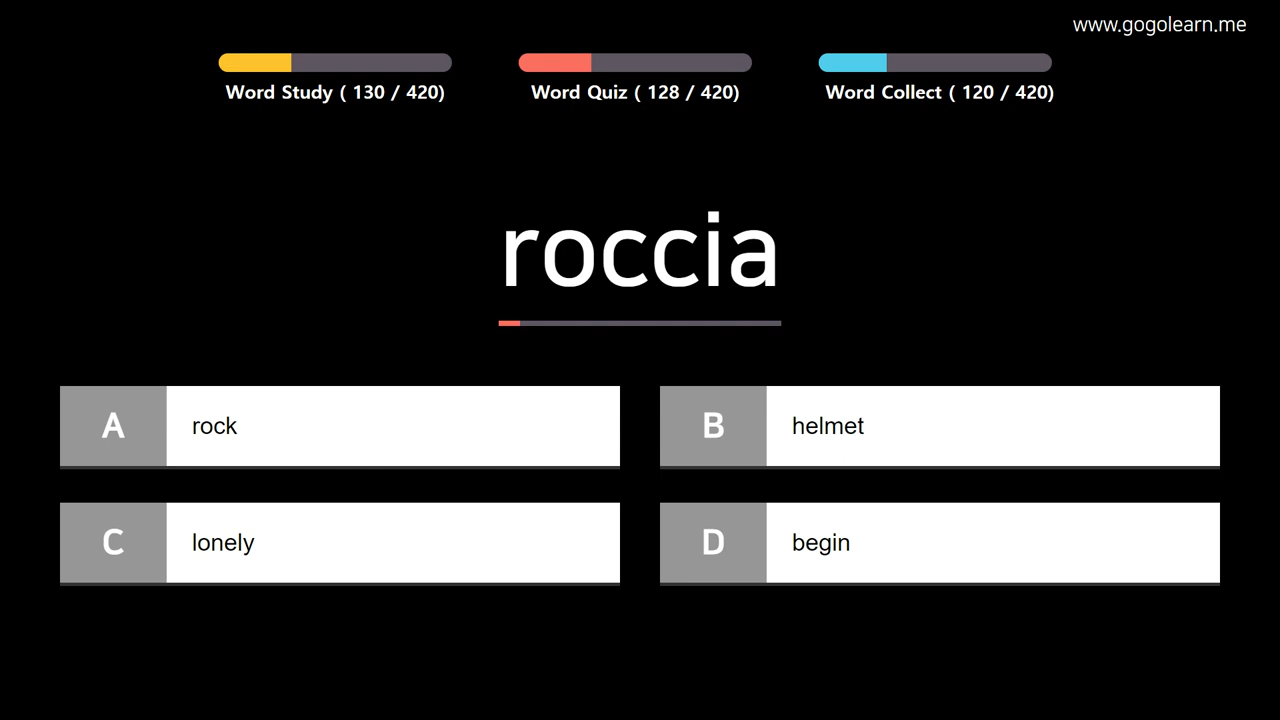 www.gogolearn.me
Word Study ( 130 / 420)
Word Quiz ( 128 / 420)
Word Collect ( 120 / 420)
roccia
A rock
B helmet
C lonely
D begin